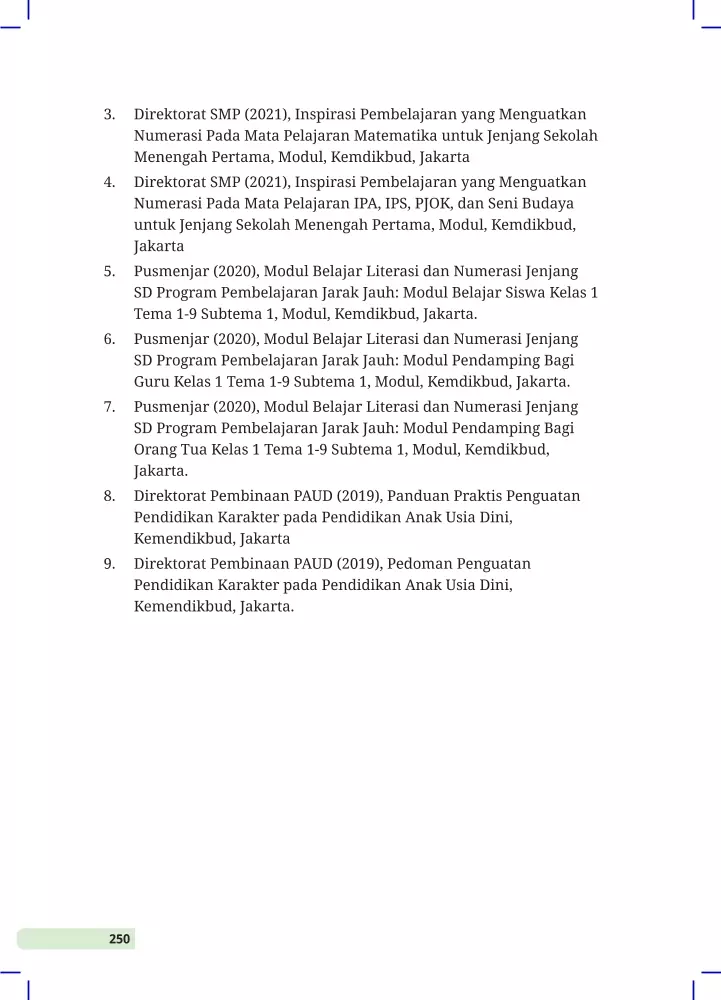 3. Direktorat SMP (2021), Inspirasi Pembelajaran yang Menguatkan
Numerasi Pada Mata Pelajaran Matematika untuk Jenjang Sekolah
Menengah Pertama, Modul, Kemdikbud, Jakarta
4. Direktorat SMP (2021), Inspirasi Pembelajaran yang Menguatkan
Numerasi Pada Mata Pelajaran IPA, IPS, PJOK, dan Seni Budaya
untuk Jenjang Sekolah Menengah Pertama, Modul, Kemdikbud,
Jakarta
5. Pusmenjar (2020), Modul Belajar Literasi dan Numerasi Jenjang
SD Program Pembelajaran Jarak Jauh: Modul Belajar Siswa Kelas 1
Tema 1-9 Subtema 1, Modul, Kemdikbud, Jakarta.
6. Pusmenjar (2020), Modul Belajar Literasi dan Numerasi Jenjang
SD Program Pembelajaran Jarak Jauh: Modul Pendamping Bagi
Guru Kelas 1 Tema 1-9 Subtema 1, Modul, Kemdikbud, Jakarta.
7. Pusmenjar (2020), Modul Belajar Literasi dan Numerasi Jenjang
SD Program Pembelajaran Jarak Jauh: Modul Pendamping Bagi
Orang Tua Kelas 1 Tema 1-9 Subtema 1, Modul, Kemdikbud,
Jakarta.
8. Direktorat Pembinaan PAUD (2019), Panduan Praktis Penguatan
Pendidikan Karakter pada Pendidikan Anak Usia Dini,
Kemendikbud, Jakarta
9. Direktorat Pembinaan PAUD (2019), Pedoman Penguatan
Pendidikan Karakter pada Pendidikan Anak Usia Dini,
Kemendikbud, Jakarta.
250